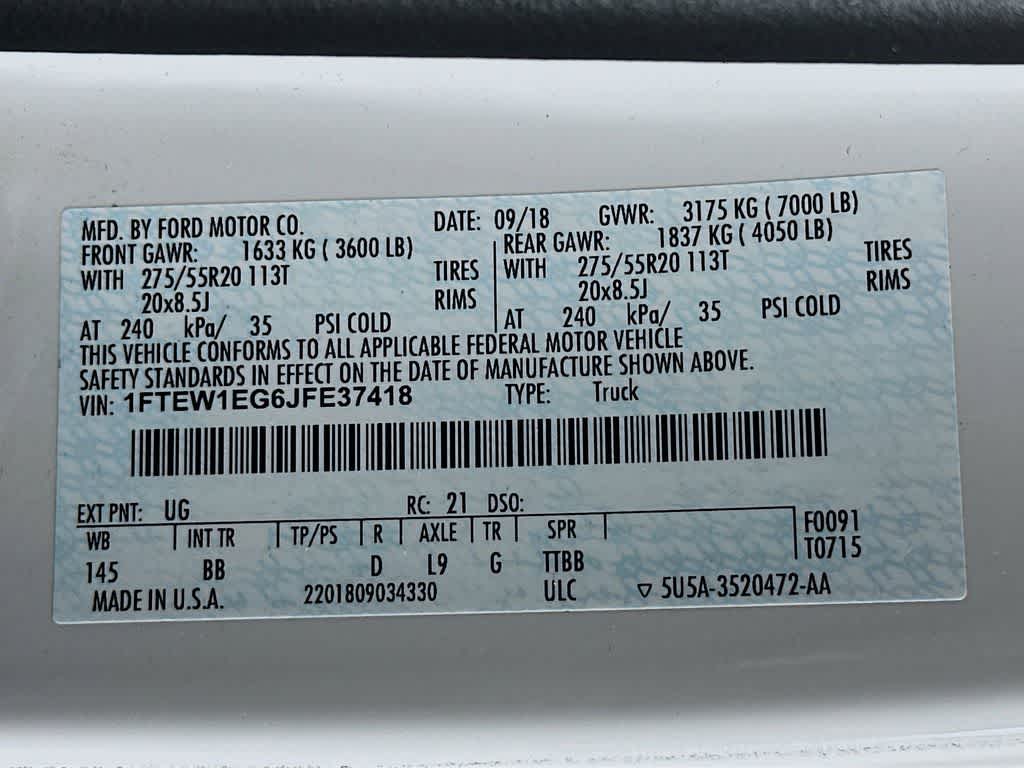 MFD. BY FORD MOTOR CO. DATE: 09/18 GVWR: 3175 KG ( 7000 LB)
FRONT GAWR: 1633 KG ( 3600 LB) REAR GAWR: 1837 KG ( 4050 LB)
WITH 275/55R20 113T TIRES WITH 275/55R20 113T TIRES
20x8.5J RIMS 20x8.5J RIMS
AT 240 kPa/ 35 PSI COLD AT 240 kPa/ 35 PSI COLD
THIS VEHICLE CONFORMS TO ALL APPLICABLE FEDERAL MOTOR VEHICLE
SAFETY STANDARDS IN EFFECT ON THE DATE OF MANUFACTURE SHOWN ABOVE.
VIN: 1FTEW1EG6JFE37418 TYPE: Truck
EXT PNT: UG RC: 21 DSO:
WB INT TR TP/PS R AXLE TR SPR F0091
T0715
145 BB D L9 G TTBB
MADE IN U.S.A. 2201809034330 ULC ▽ 5U5A-3520472-AA